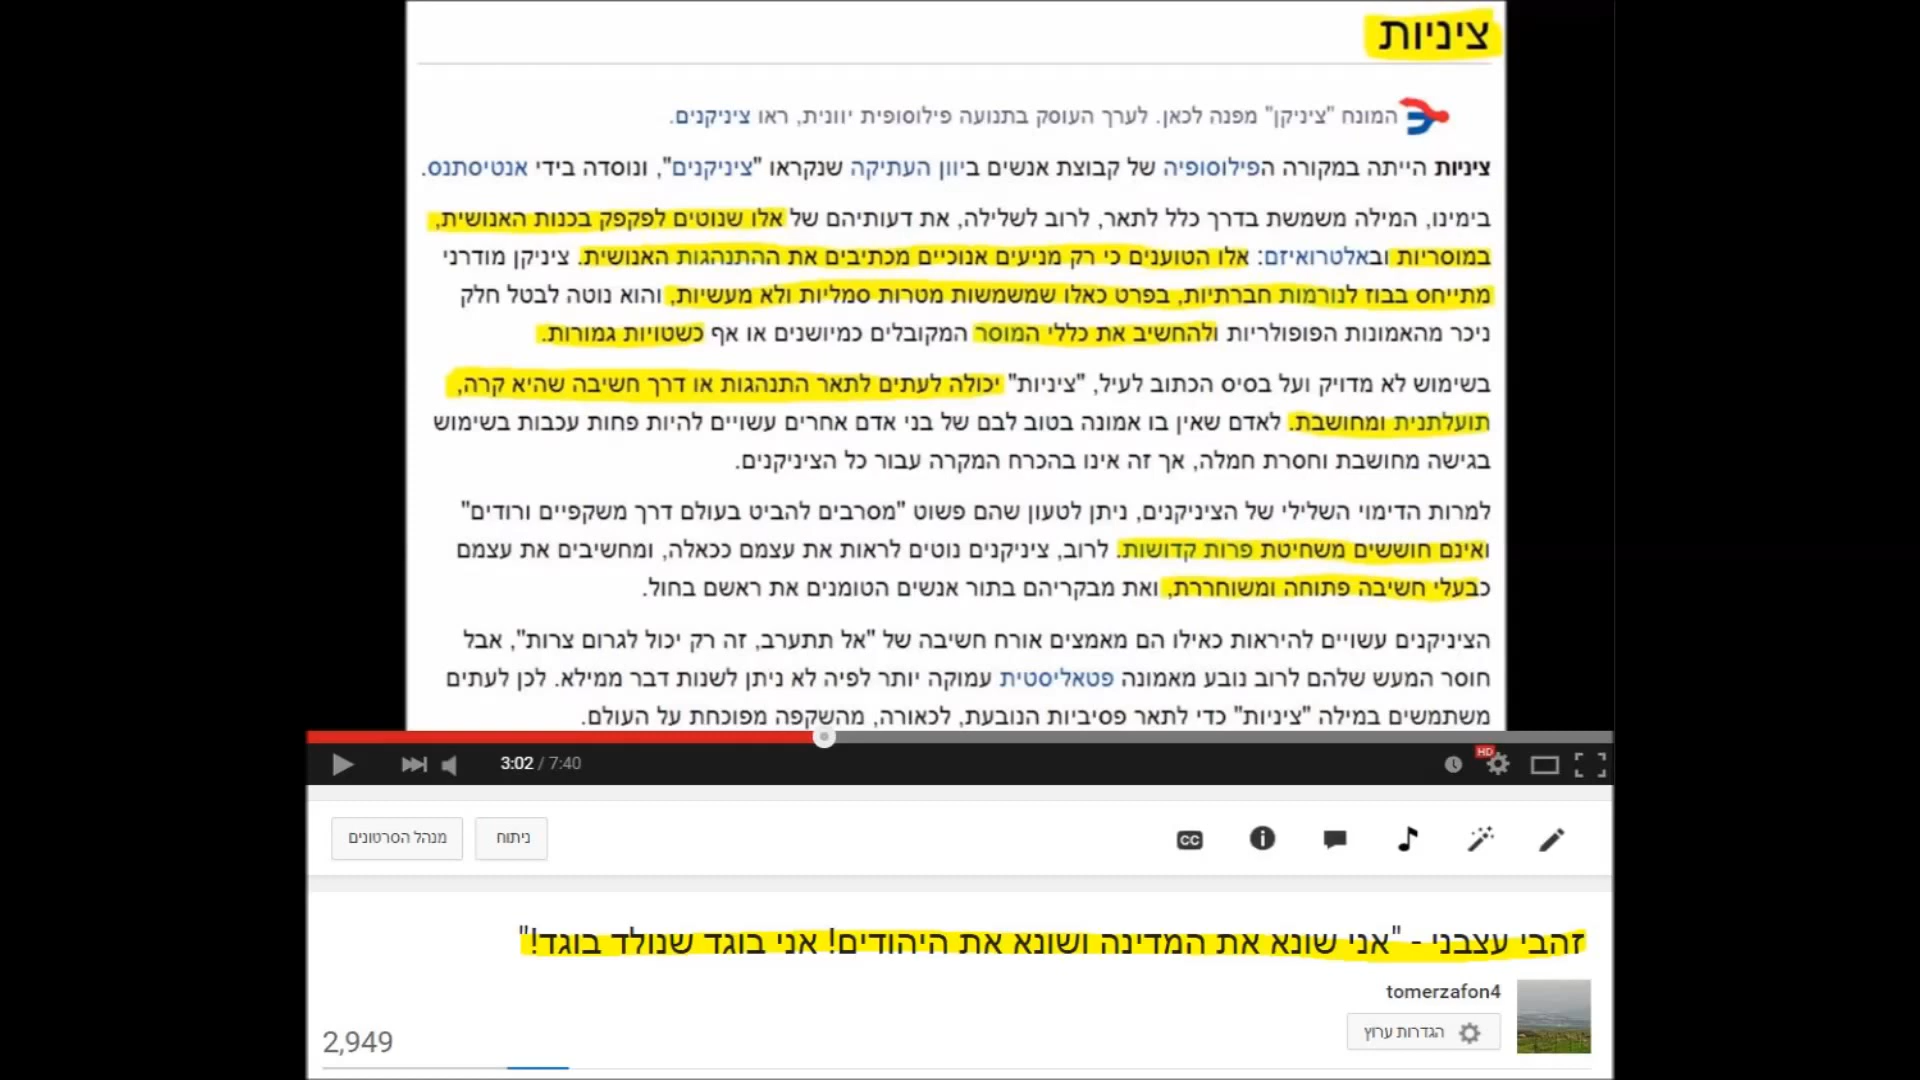 ציניות
המונח "ציניקן" מפנה לכאן. לערך העוסק בתנועה פילוסופית יוונית, ראו ציניקנים.
ציניות הייתה במקורה הפילוסופיה של קבוצת אנשים ביוון העתיקה שנקראו "ציניקנים", ונוסדה בידי אנטיסתנס.
בימינו, המילה משמשת בדרך כלל לתאר, לרוב לשלילה, את דעותיהם של אלו שנוטים לפקפק בכנות האנושית,
במוסריות ובאלטרואיזם: אלו הטוענים כי רק מניעים אנוכיים מכתיבים את ההתנהגות האנושית. ציניקן מודרני
מתייחס בבוז לנורמות חברתיות, בפרט כאלו שמשמשות מטרות סמליות ולא מעשיות, והוא נוטה לבטל חלק
ניכר מהאמונות הפופולריות ולהחשיב את כללי המוסר המקובלים כמיושנים או אף כשטויות גמורות.
בשימוש לא מדויק ועל בסיס הכתוב לעיל, "ציניות" יכולה לעתים לתאר התנהגות או דרך חשיבה שהיא קרה,
תועלתנית ומחושבת. לאדם שאין בו אמונה בטוב לבם של בני אדם אחרים עשויים להיות פחות עכבות בשימוש
בגישה מחושבת וחסרת חמלה, אך זה אינו בהכרח המקרה עבור כל הציניקנים.
למרות הדימוי השלילי של הציניקנים, ניתן לטעון שהם פשוט "מסרבים להביט בעולם דרך משקפיים ורודים"
ואינם חוששים משחיטת פרות קדושות. לרוב, ציניקנים נוטים לראות את עצמם ככאלה, ומחשיבים את עצמם
כבעלי חשיבה פתוחה ומשוחררת, ואת מבקריהם בתור אנשים הטומנים את ראשם בחול.
הציניקנים עשויים להיראות כאילו הם מאמצים אורח חשיבה של "אל תתערב, זה רק יכול לגרום צרות", אבל
חוסר המעש שלהם לרוב נובע מאמונה פטאליסטית עמוקה יותר לפיה לא ניתן לשנות דבר ממילא. לכן לעתים
משתמשים במילה "ציניות" כדי לתאר פסיביות הנובעת, לכאורה, מהשקפה מפוכחת על העולם.
3:02 / 7:40
HD
מנהל הסרטונים
ניתוח
CC
זהבי עצבני - "אני שונא את המדינה ושונא את היהודים! אני בוגד שנולד בוגד!"
tomerzafon4
הגדרות ערוץ
2,949